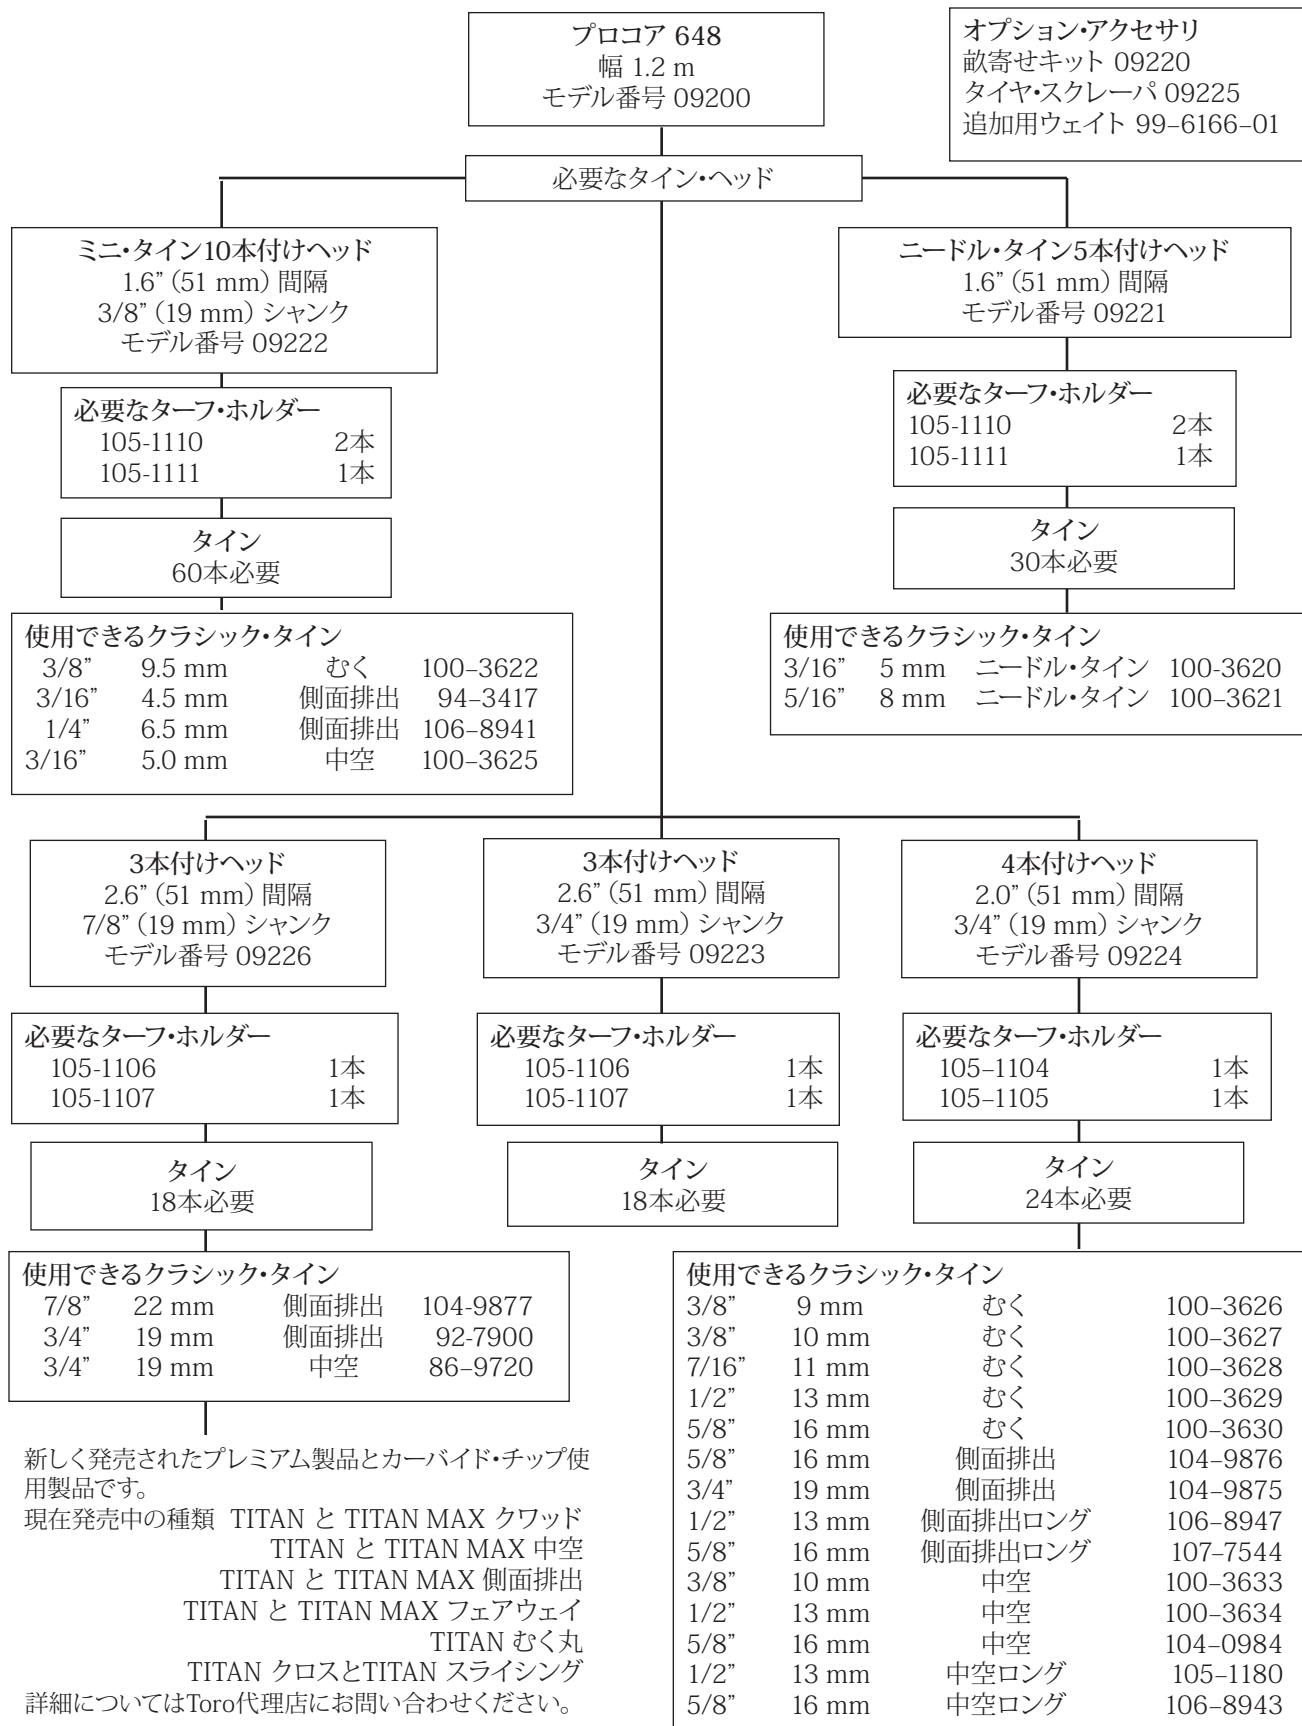 プロコア 648
幅 1.2 m
モデル番号 09200
オプション・アクセサリ
畝寄せキット 09220
タイヤ・スクレーパ 09225
追加用ウェイト 99–6166–01
必要なタイン・ヘッド
ミニ・タイン10本付けヘッド
1.6” (51 mm) 間隔
3/8” (19 mm) シャンク
モデル番号 09222
必要なターフ・ホルダー
105-1110 2本
105-1111 1本
タイン
60本必要
使用できるクラシック・タイン
3/8” 9.5 mm むく 100–3622
3/16” 4.5 mm 側面排出 94–3417
1/4” 6.5 mm 側面排出 106–8941
3/16” 5.0 mm 中空 100–3625
ニードル・タイン5本付けヘッド
1.6” (51 mm) 間隔
モデル番号 09221
必要なターフ・ホルダー
105-1110 2本
105-1111 1本
タイン
30本必要
使用できるクラシック・タイン
3/16” 5 mm ニードル・タイン 100-3620
5/16” 8 mm ニードル・タイン 100–3621
3本付けヘッド
2.6” (51 mm) 間隔
7/8” (19 mm) シャンク
モデル番号 09226
必要なターフ・ホルダー
105-1106 1本
105-1107 1本
タイン
18本必要
使用できるクラシック・タイン
7/8” 22 mm 側面排出 104-9877
3/4” 19 mm 側面排出 92-7900
3/4” 19 mm 中空 86–9720
新しく発売されたプレミアム製品とカーバイド・チップ使
用製品です。
現在発売中の種類 TITAN と TITAN MAX クワッド
TITAN と TITAN MAX 中空
TITAN と TITAN MAX 側面排出
TITAN と TITAN MAX フェアウェイ
TITAN むく丸
TITAN クロスとTITAN スライシング
詳細についてはToro代理店にお問い合わせください。
3本付けヘッド
2.6” (51 mm) 間隔
3/4” (19 mm) シャンク
モデル番号 09223
必要なターフ・ホルダー
105-1106 1本
105-1107 1本
タイン
18本必要
4本付けヘッド
2.0” (51 mm) 間隔
3/4” (19 mm) シャンク
モデル番号 09224
必要なターフ・ホルダー
105–1104 1本
105–1105 1本
タイン
24本必要
使用できるクラシック・タイン
3/8” 9 mm むく 100–3626
3/8” 10 mm むく 100–3627
7/16” 11 mm むく 100–3628
1/2” 13 mm むく 100–3629
5/8” 16 mm むく 100–3630
5/8” 16 mm 側面排出 104–9876
3/4” 19 mm 側面排出 104–9875
1/2” 13 mm 側面排出ロング 106–8947
5/8” 16 mm 側面排出ロング 107–7544
3/8” 10 mm 中空 100–3633
1/2” 13 mm 中空 100–3634
5/8” 16 mm 中空 104–0984
1/2” 13 mm 中空ロング 105–1180
5/8” 16 mm 中空ロング 106–8943